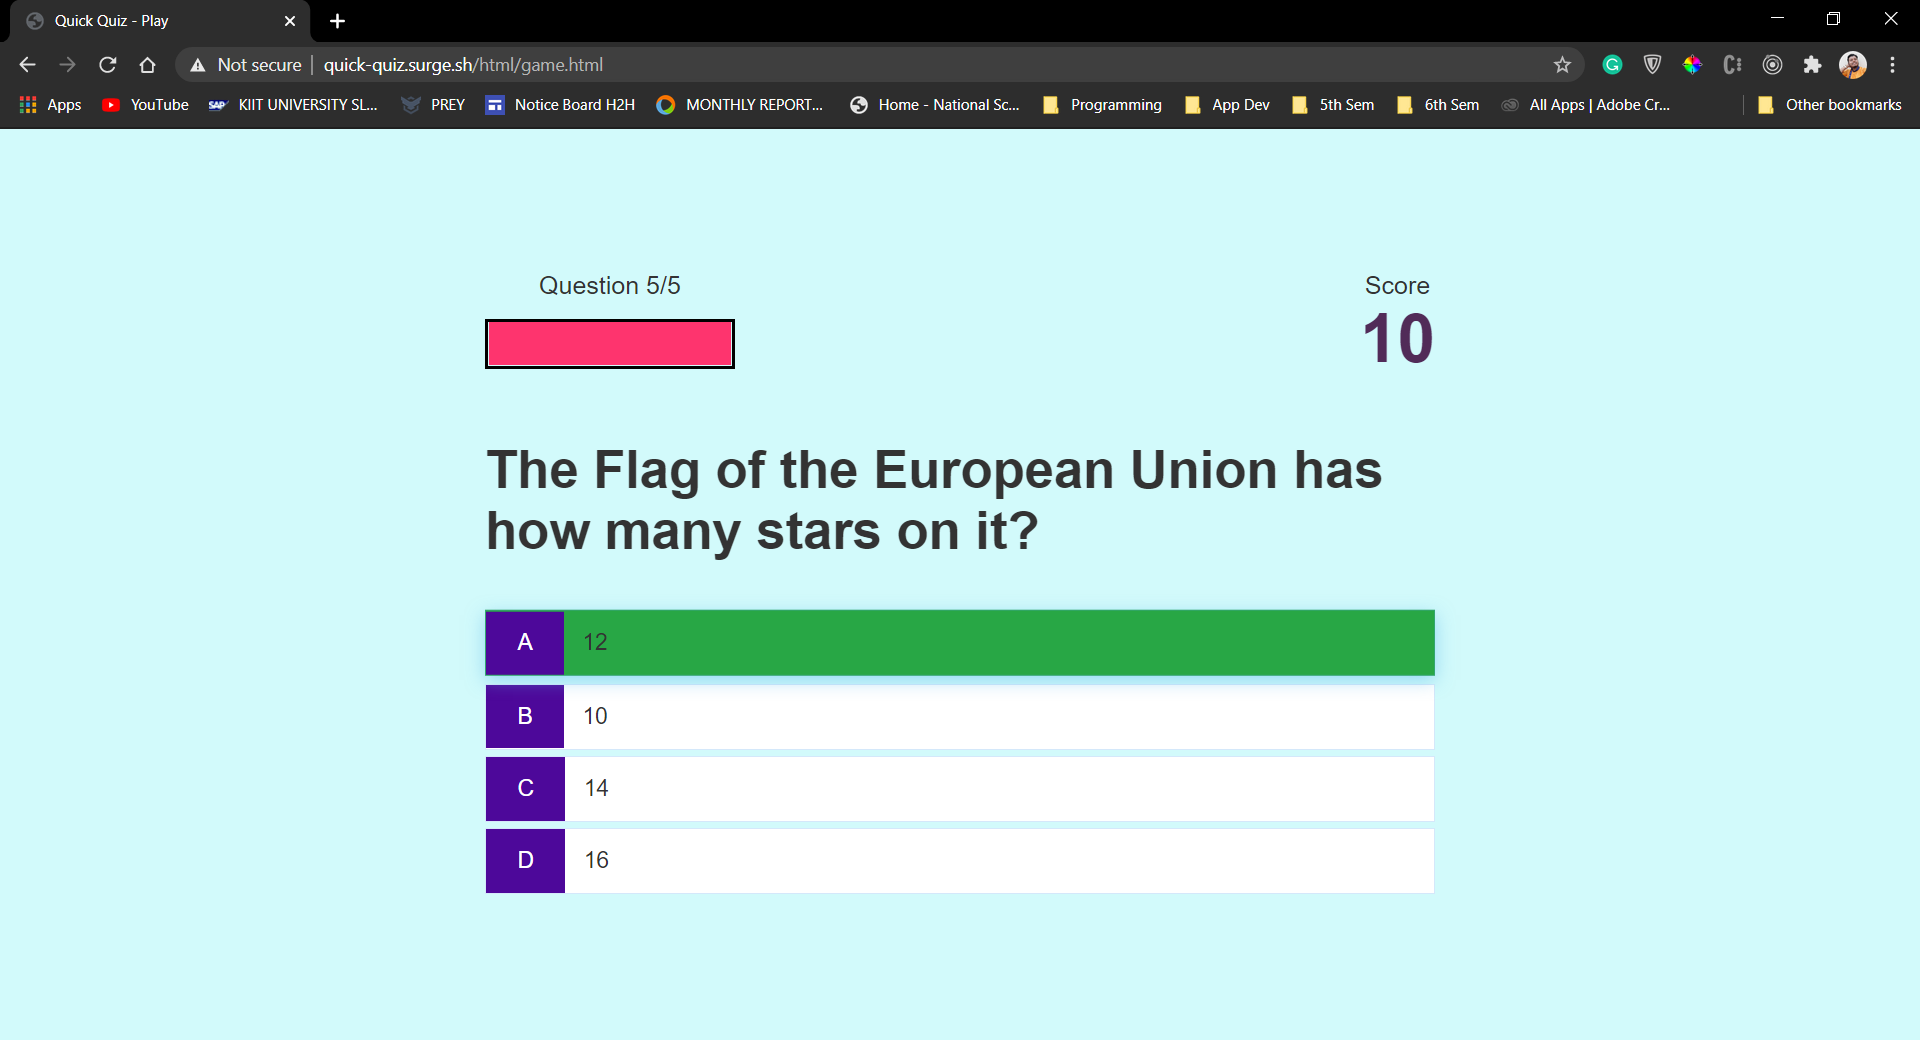 Quick Quiz - Play
Not secure
quick-quiz.surge.sh/html/game.html
Apps
YouTube
SAP
KIIT UNIVERSITY SL...
PREY
Notice Board H2H
MONTHLY REPORT...
Home - National Sc...
Programming
App Dev
5th Sem
6th Sem
All Apps | Adobe Cr...
Other bookmarks
Question 5/5
Score
10
The Flag of the European Union has
how many stars on it?
A 12
B 10
C 14
D 16